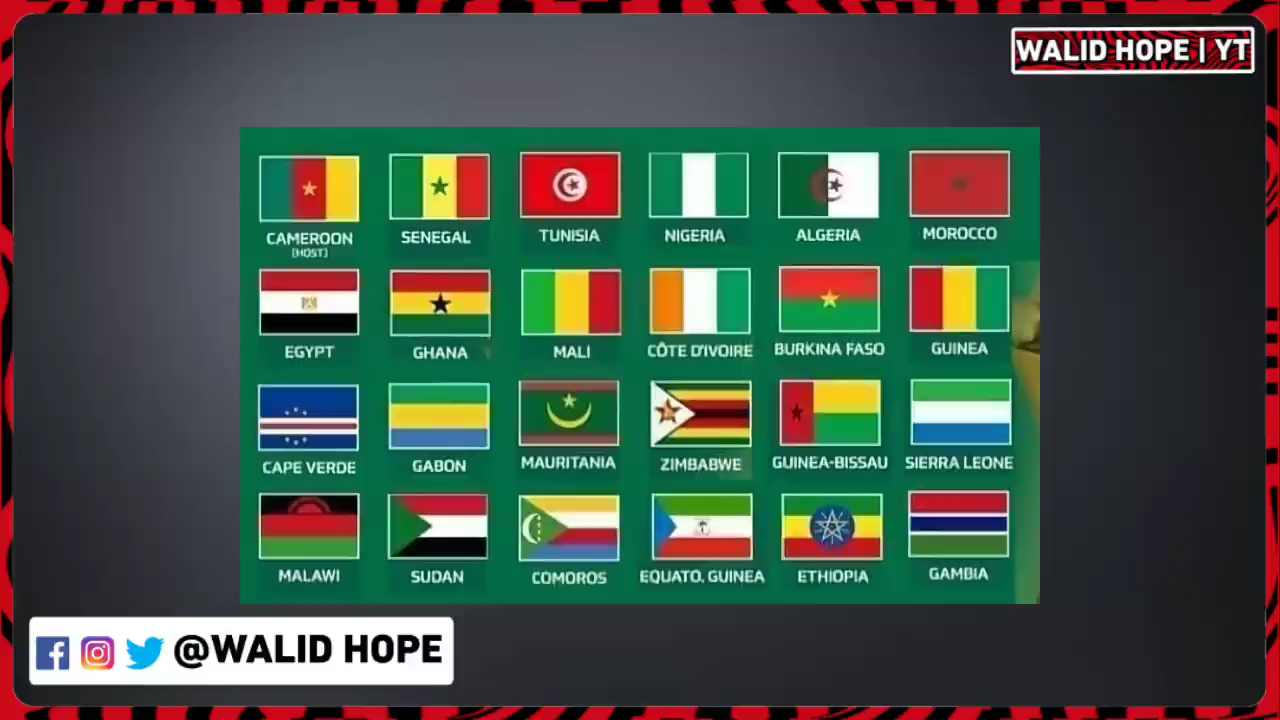 WALID HOPE | YT
CAMEROON
(HOST)
SENEGAL
TUNISIA
NIGERIA
ALGERIA
MOROCCO
EGYPT
GHANA
MALI
CÔTE D'IVOIRE
BURKINA FASO
GUINEA
CAPE VERDE
GABON
MAURITANIA
ZIMBABWE
GUINEA-BISSAU
SIERRA LEONE
MALAWI
SUDAN
COMOROS
EQUATO. GUINEA
ETHIOPIA
GAMBIA
@WALID HOPE